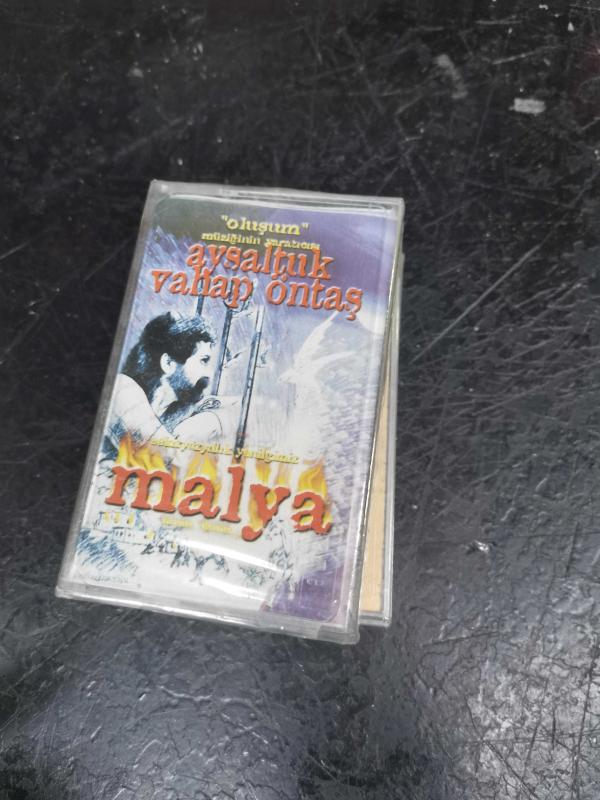 "oluşum"
müziğinin yaratıcısı
aysaltuk
vahap öntaş
malya